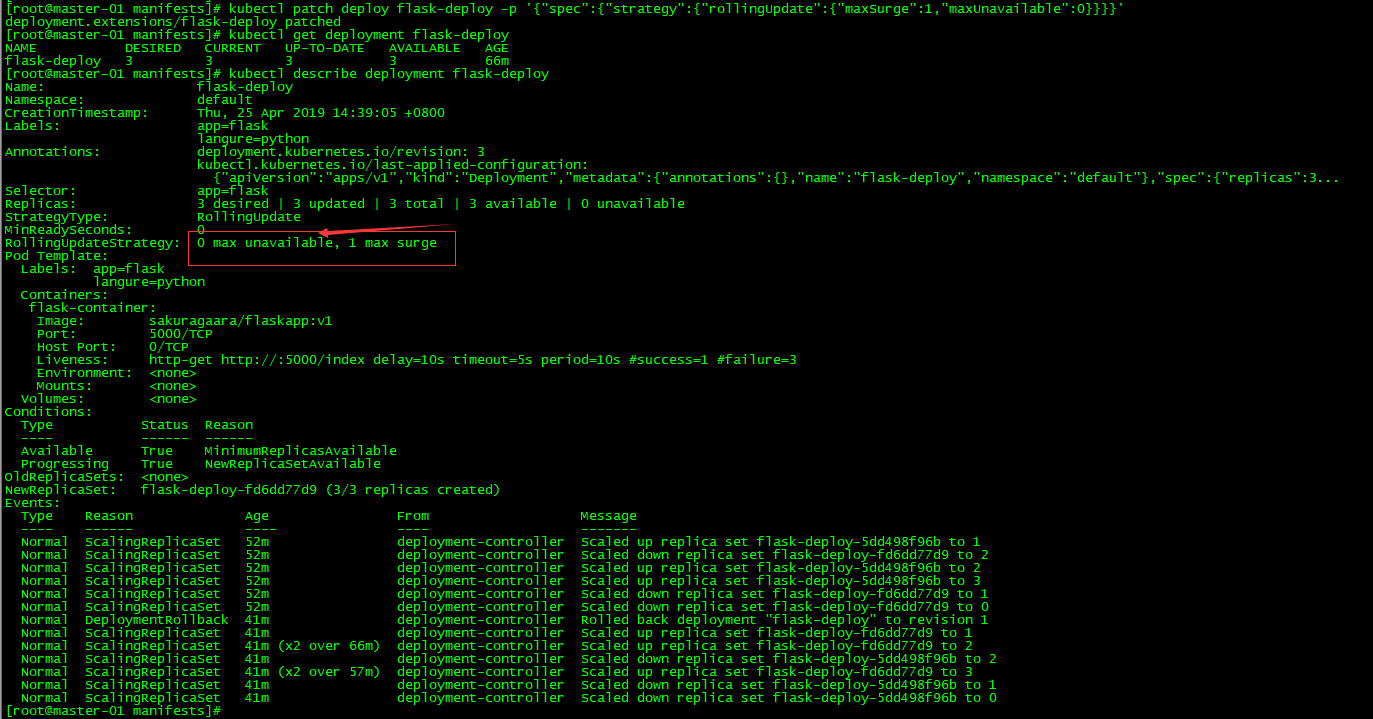 [root@master-01 manifests]# kubectl patch deploy flask-deploy -p '{"spec":{"strategy":{"rollingUpdate":{"maxSurge":1,"maxUnavailable":0}}}}'
deployment.extensions/flask-deploy patched
[root@master-01 manifests]# kubectl get deployment flask-deploy
NAME           DESIRED   CURRENT   UP-TO-DATE   AVAILABLE   AGE
flask-deploy   3         3         3            3           66m
[root@master-01 manifests]# kubectl describe deployment flask-deploy
Name:                   flask-deploy
Namespace:              default
CreationTimestamp:      Thu, 25 Apr 2019 14:39:05 +0800
Labels:                 app=flask
                        langure=python
Annotations:            deployment.kubernetes.io/revision: 3
                        kubectl.kubernetes.io/last-applied-configuration:
                          {"apiVersion":"apps/v1","kind":"Deployment","metadata":{"annotations":{},"name":"flask-deploy","namespace":"default"},"spec":{"replicas":3...
Selector:               app=flask
Replicas:               3 desired | 3 updated | 3 total | 3 available | 0 unavailable
StrategyType:           RollingUpdate
MinReadySeconds:        0
RollingUpdateStrategy:  0 max unavailable, 1 max surge
Pod Template:
  Labels:  app=flask
           langure=python
  Containers:
   flask-container:
    Image:        sakuragaara/flaskapp:v1
    Port:         5000/TCP
    Host Port:    0/TCP
    Liveness:     http-get http://:5000/index delay=10s timeout=5s period=10s #success=1 #failure=3
    Environment:  <none>
    Mounts:       <none>
  Volumes:        <none>
Conditions:
  Type           Status  Reason
  ----           ------  ------
  Available      True    MinimumReplicasAvailable
  Progressing    True    NewReplicaSetAvailable
OldReplicaSets:  <none>
NewReplicaSet:   flask-deploy-fd6dd77d9 (3/3 replicas created)
Events:
  Type    Reason              Age                From                   Message
  ----    ------              ----               ----                   -------
  Normal  ScalingReplicaSet   52m                deployment-controller  Scaled up replica set flask-deploy-5dd498f96b to 1
  Normal  ScalingReplicaSet   52m                deployment-controller  Scaled down replica set flask-deploy-fd6dd77d9 to 2
  Normal  ScalingReplicaSet   52m                deployment-controller  Scaled up replica set flask-deploy-5dd498f96b to 2
  Normal  ScalingReplicaSet   52m                deployment-controller  Scaled up replica set flask-deploy-5dd498f96b to 3
  Normal  ScalingReplicaSet   52m                deployment-controller  Scaled down replica set flask-deploy-fd6dd77d9 to 1
  Normal  ScalingReplicaSet   52m                deployment-controller  Scaled down replica set flask-deploy-fd6dd77d9 to 0
  Normal  DeploymentRollback  41m                deployment-controller  Rolled back deployment "flask-deploy" to revision 1
  Normal  ScalingReplicaSet   41m                deployment-controller  Scaled up replica set flask-deploy-fd6dd77d9 to 1
  Normal  ScalingReplicaSet   41m (x2 over 66m)  deployment-controller  Scaled up replica set flask-deploy-fd6dd77d9 to 2
  Normal  ScalingReplicaSet   41m                deployment-controller  Scaled down replica set flask-deploy-5dd498f96b to 2
  Normal  ScalingReplicaSet   41m (x2 over 57m)  deployment-controller  Scaled up replica set flask-deploy-fd6dd77d9 to 3
  Normal  ScalingReplicaSet   41m                deployment-controller  Scaled down replica set flask-deploy-5dd498f96b to 1
  Normal  ScalingReplicaSet   41m                deployment-controller  Scaled down replica set flask-deploy-5dd498f96b to 0
[root@master-01 manifests]#